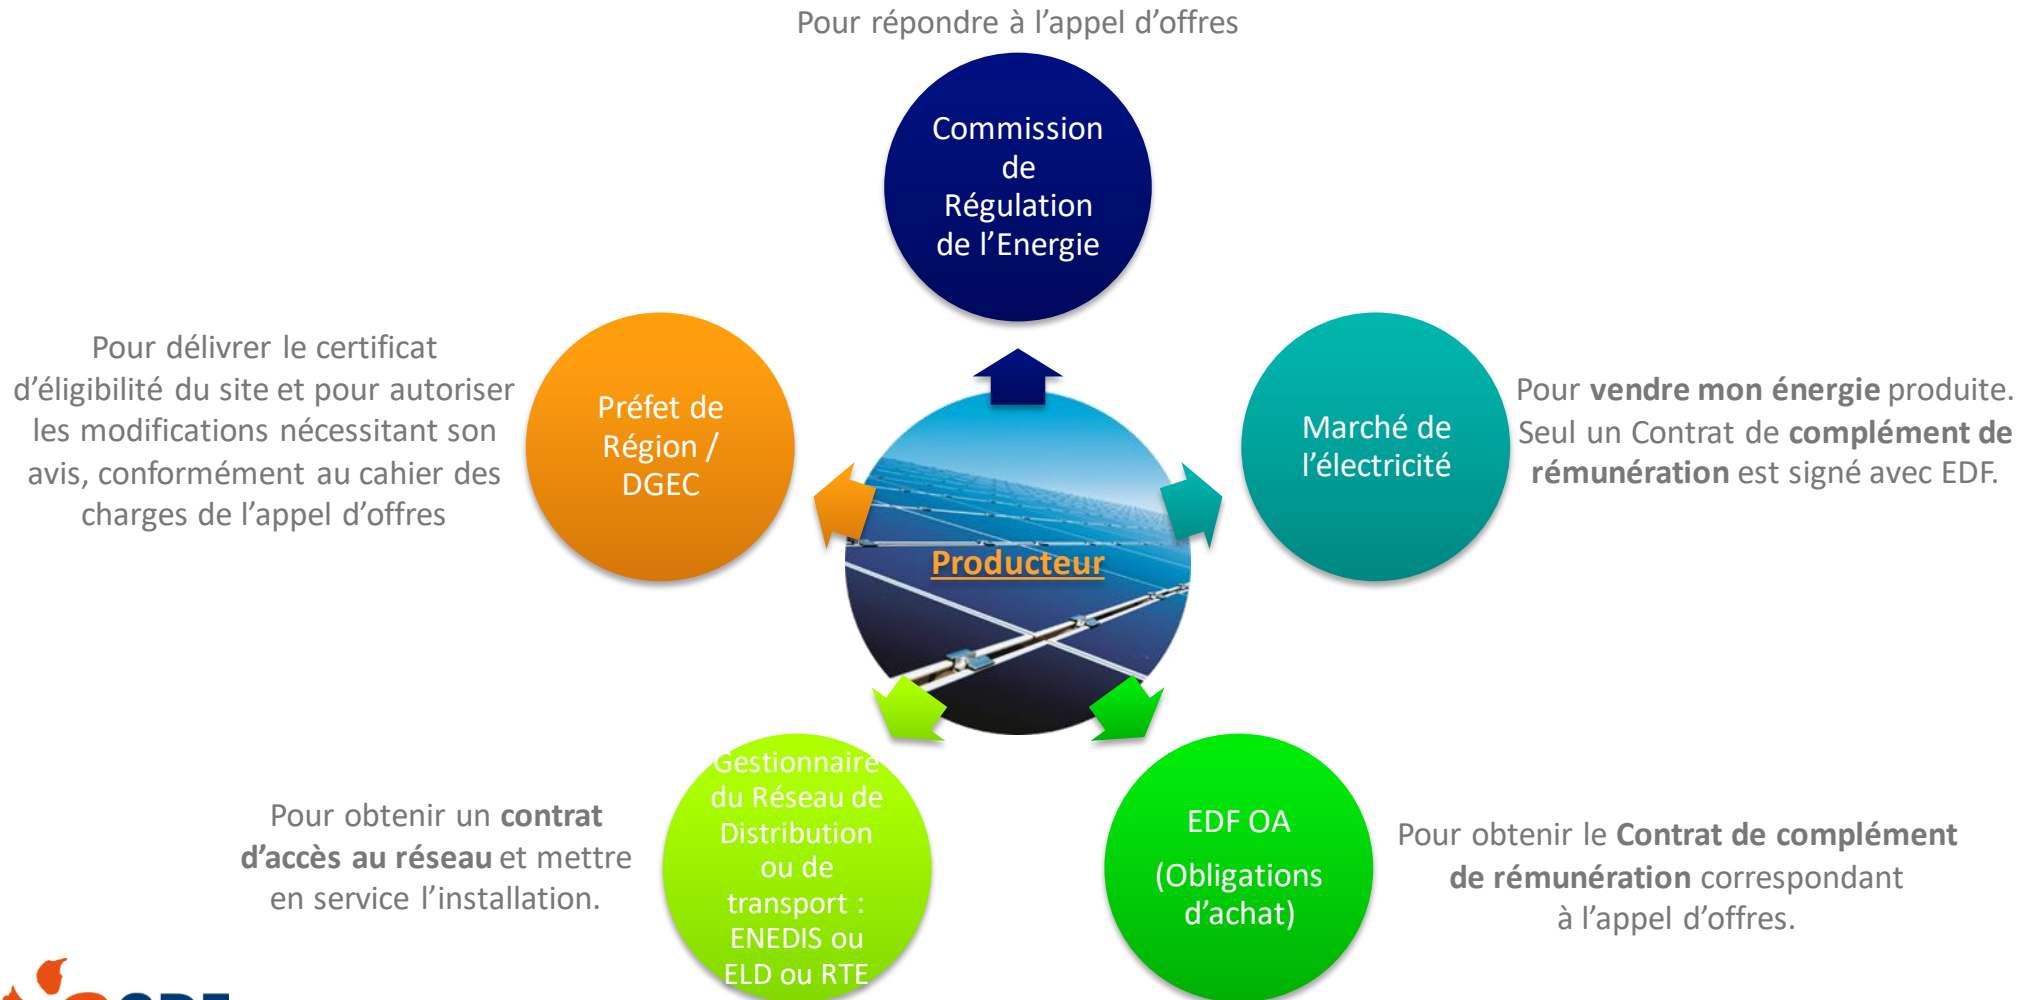 Pour répondre à l’appel d’offres
Commission
de
Régulation
de l’Energie
Pour délivrer le certificat
d’éligibilité du site et pour autoriser
les modifications nécessitant son
avis, conformément au cahier des
charges de l’appel d’offres
Préfet de
Région /
DGEC
Marché de
l’électricité
Pour vendre mon énergie produite.
Seul un Contrat de complément de
rémunération est signé avec EDF.
Producteur
Pour obtenir un contrat
d’accès au réseau et mettre
en service l’installation.
Gestionnaire
du Réseau de
Distribution
ou de
transport :
ENEDIS ou
ELD ou RTE
EDF OA
(Obligations
d’achat)
Pour obtenir le Contrat de complément
de rémunération correspondant
à l’appel d’offres.